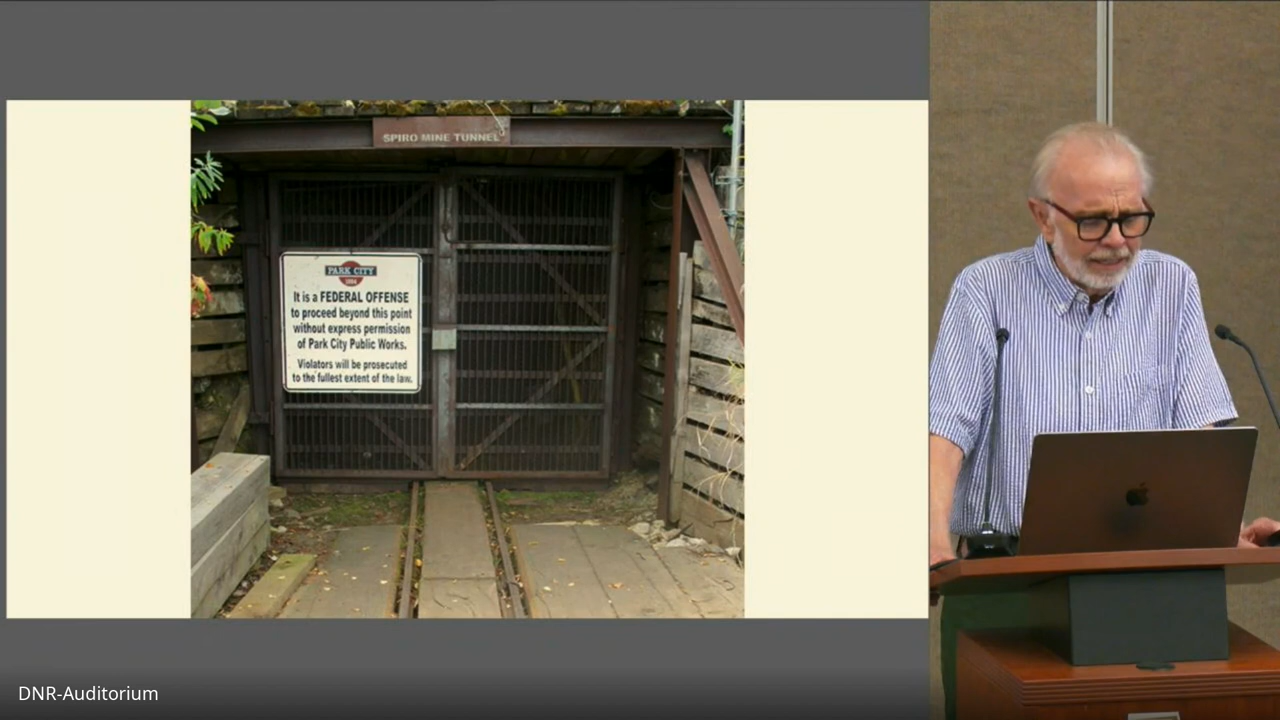 SPIRO MINE TUNNEL
PARK CITY
1884
It is a FEDERAL OFFENSE
to proceed beyond this point
without express permission
of Park City Public Works.
Violators will be prosecuted
to the fullest extent of the law.
DNR-Auditorium